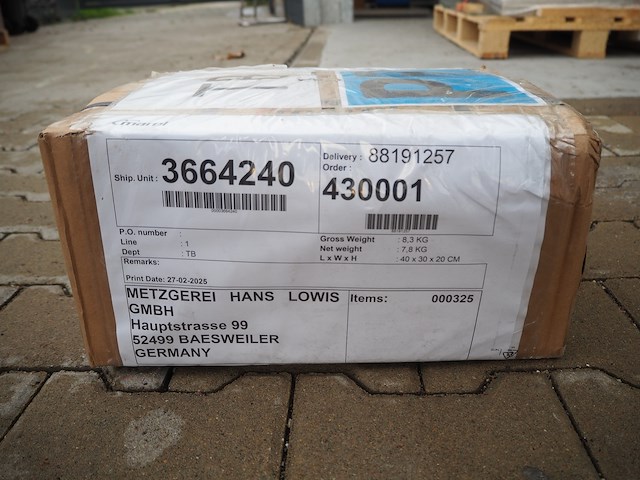 marel
Ship. Unit : 3664240
Delivery : 88191257
Order :
430001
P.O. number :
Line : 1
Dept : TB
Gross Weight : 8,3 KG
Net weight : 7,8 KG
L x W x H : 40 x 30 x 20 CM
Remarks:
Print Date: 27-02-2025
METZGEREI HANS LOWIS
GMBH
Hauptstrasse 99
52499 BAESWEILER
GERMANY
Items: 000325